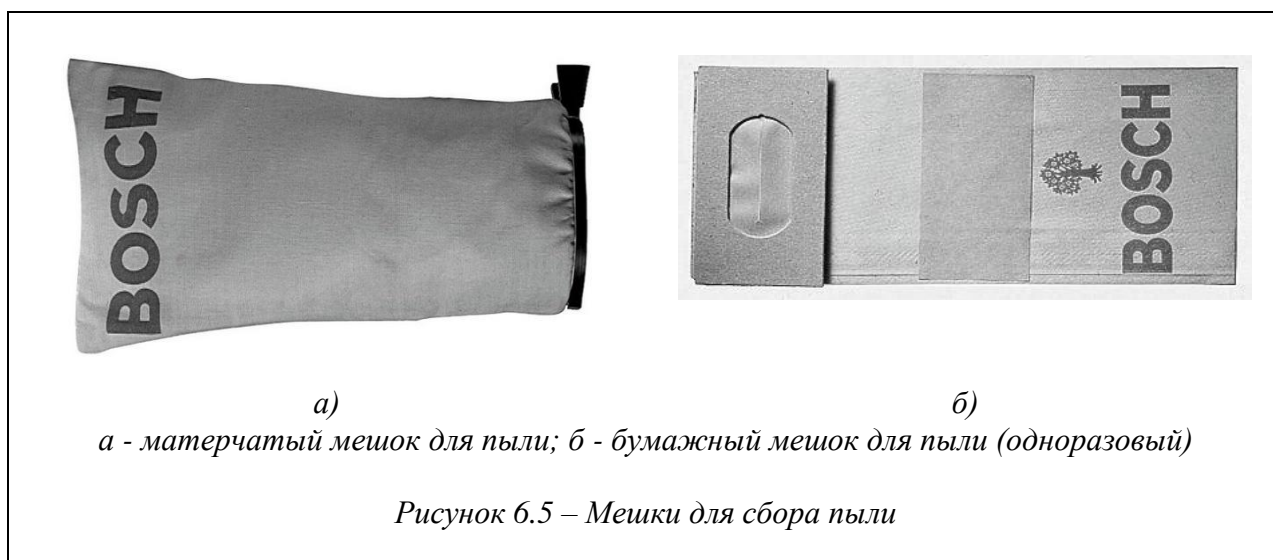 BOSCH
BOSCH
а)
б)
а - матерчатый мешок для пыли; б - бумажный мешок для пыли (одноразовый)
Рисунок 6.5 – Мешки для сбора пыли